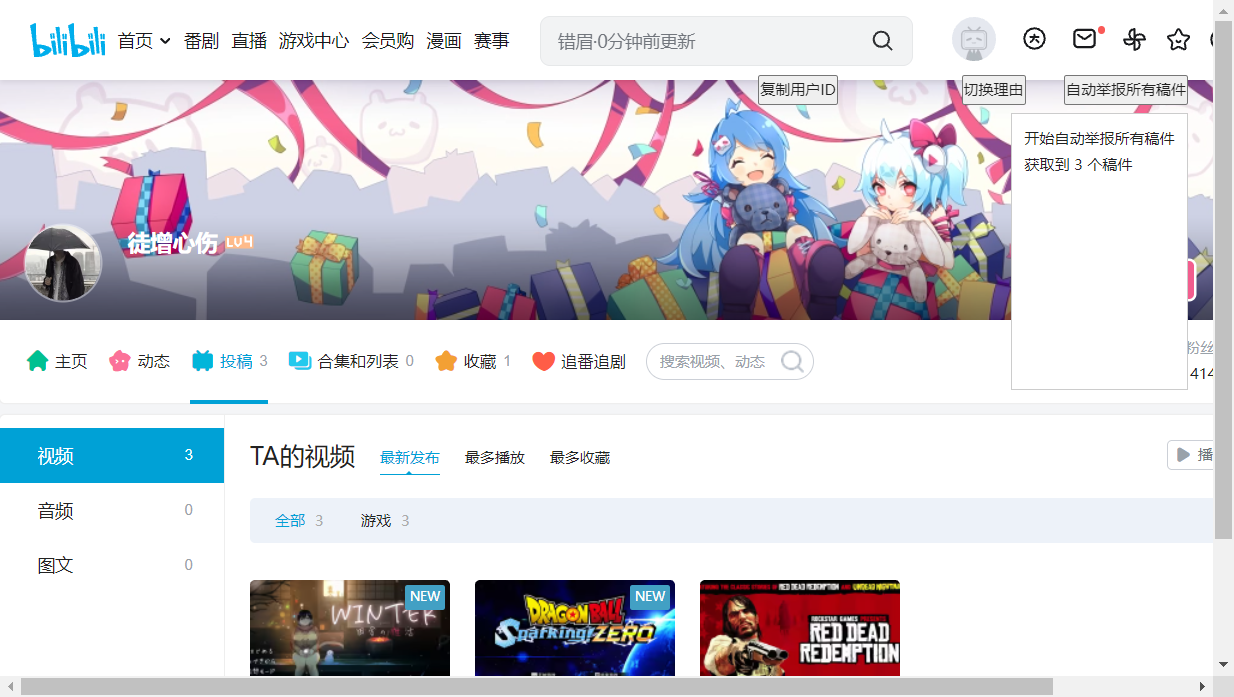 bilibili 首页 番剧 直播 游戏中心 会员购 漫画 赛事 错眉·0分钟前更新
复制用户ID 切换理由 自动举报所有稿件
开始自动举报所有稿件
获取到 3 个稿件
徒增心伤 LV4
主页 动态 投稿 3 合集和列表 0 收藏 1 追番追剧 搜索视频、动态
粉丝
414
视频 3
音频 0
图文 0
TA的视频 最新发布 最多播放 最多收藏 播
全部 3 游戏 3
NEW
WINTER
NEW
DRAGON BALL
Sparking! ZERO
RED DEAD REDEMPTION
ROCKSTAR GAMES PRESENTS
RED DEAD
REDEMPTION